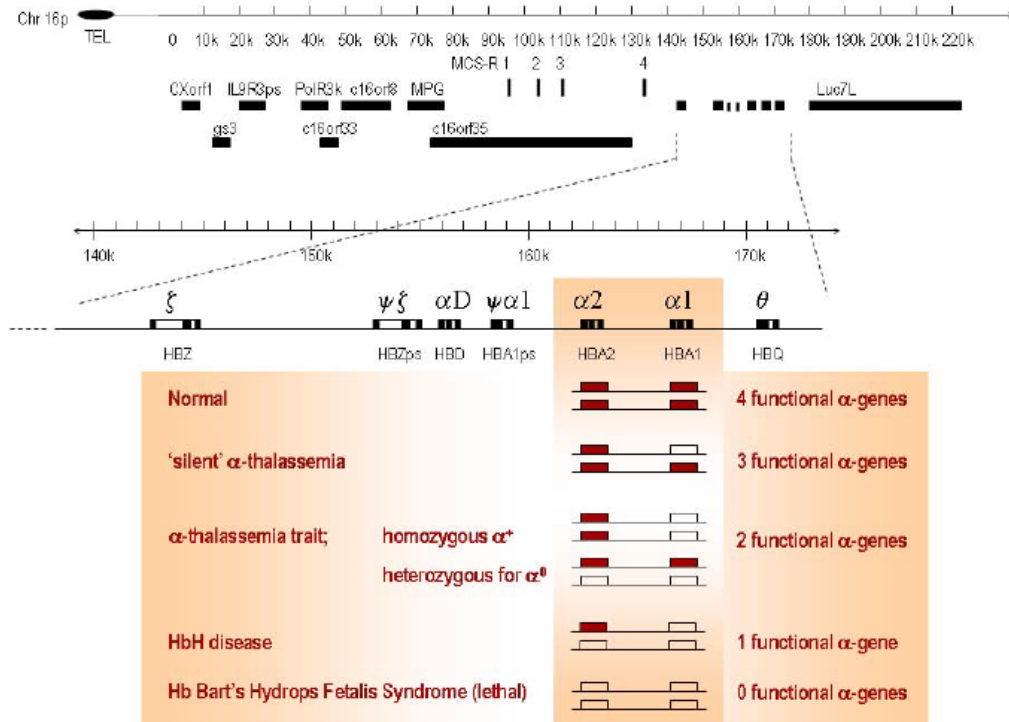 Chr 16p
TEL
0 10k 20k 30k 40k 50k 60k 70k 80k 90k 100k 110k 120k 130k 140k 150k 160k 170k 180k 190k 200k 210k 220k
MCS-R 1 2 3 4
CXorf1 IL9R3ps PolR3k c16orf8 MPG Luc7L
gs3 c16orf33 c16orf35
140k 150k 160k 170k
ζ ψζ αD ψα1 α2 α1 θ
HBZ HBZps HBD HBA1ps HBA2 HBA1 HBQ
Normal 4 functional α-genes
‘silent’ α-thalassemia 3 functional α-genes
α-thalassemia trait; homozygous α⁺ 2 functional α-genes
heterozygous for α⁰
HbH disease 1 functional α-gene
Hb Bart’s Hydrops Fetalis Syndrome (lethal) 0 functional α-genes